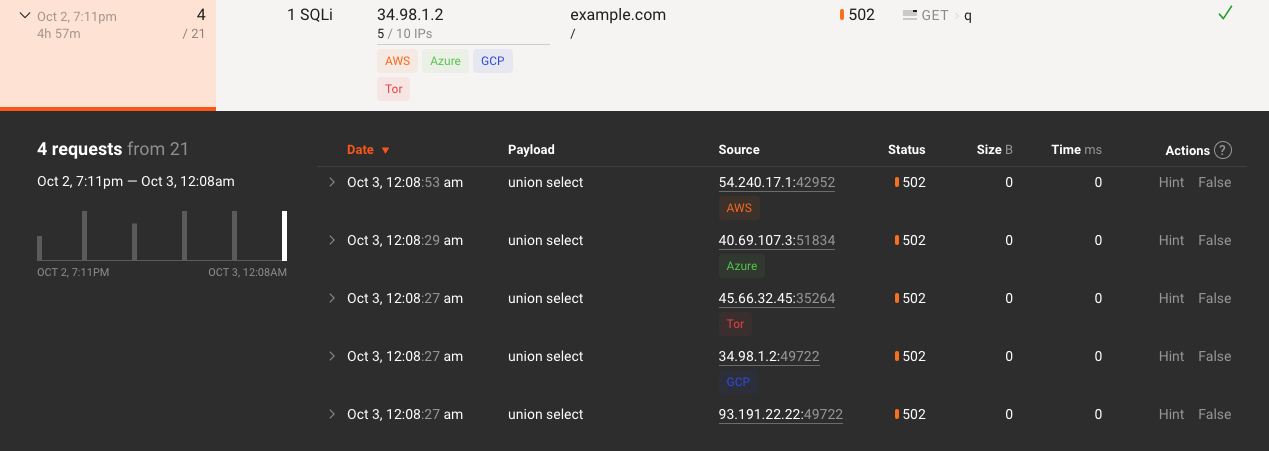 Oct 2, 7:11pm 4 1 SQLi 34.98.1.2 example.com 502 GET › q
4h 57m / 21 5 / 10 IPs /
AWS Azure GCP
Tor
4 requests from 21
Oct 2, 7:11pm — Oct 3, 12:08am
OCT 2, 7:11PM OCT 3, 12:08AM
Date Payload Source Status Size B Time ms Actions ?
Oct 3, 12:08:53 am union select 54.240.17.1:42952 502 0 0 Hint False
AWS
Oct 3, 12:08:29 am union select 40.69.107.3:51834 502 0 0 Hint False
Azure
Oct 3, 12:08:27 am union select 45.66.32.45:35264 502 0 0 Hint False
Tor
Oct 3, 12:08:27 am union select 34.98.1.2:49722 502 0 0 Hint False
GCP
Oct 3, 12:08:27 am union select 93.191.22.22:49722 502 0 0 Hint False